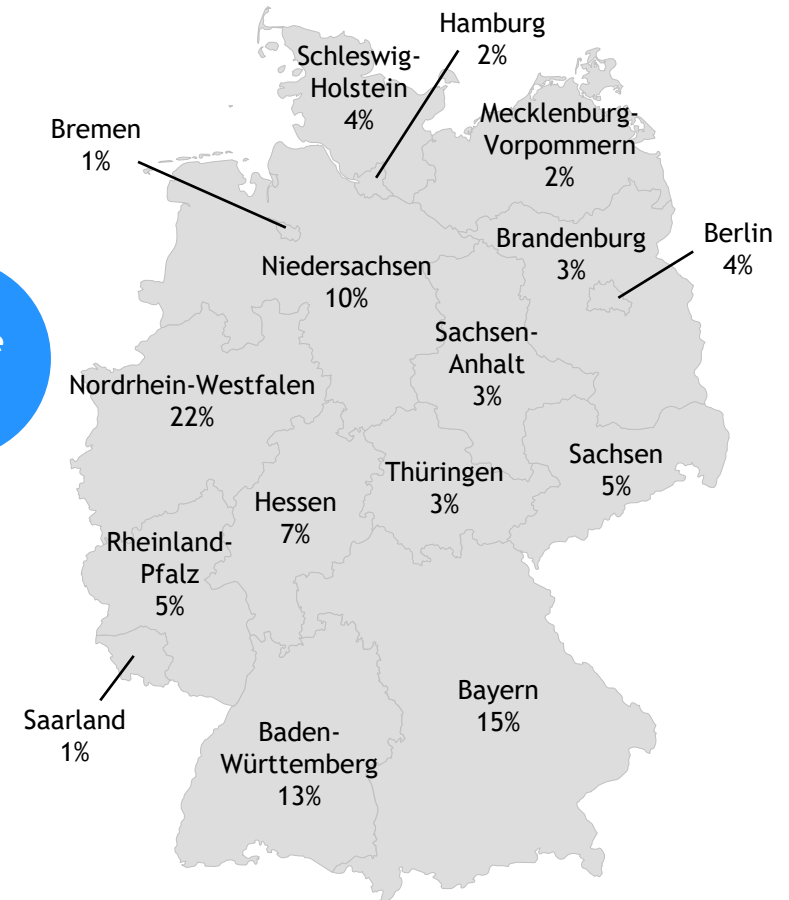 Hamburg
2%
Schleswig-
Holstein
4%
Mecklenburg-
Vorpommern
2%
Bremen
1%
Brandenburg
3%
Berlin
4%
Niedersachsen
10%
Sachsen-
Anhalt
3%
Nordrhein-Westfalen
22%
Sachsen
5%
Thüringen
3%
Hessen
7%
Rheinland-
Pfalz
5%
Bayern
15%
Saarland
1%
Baden-
Württemberg
13%